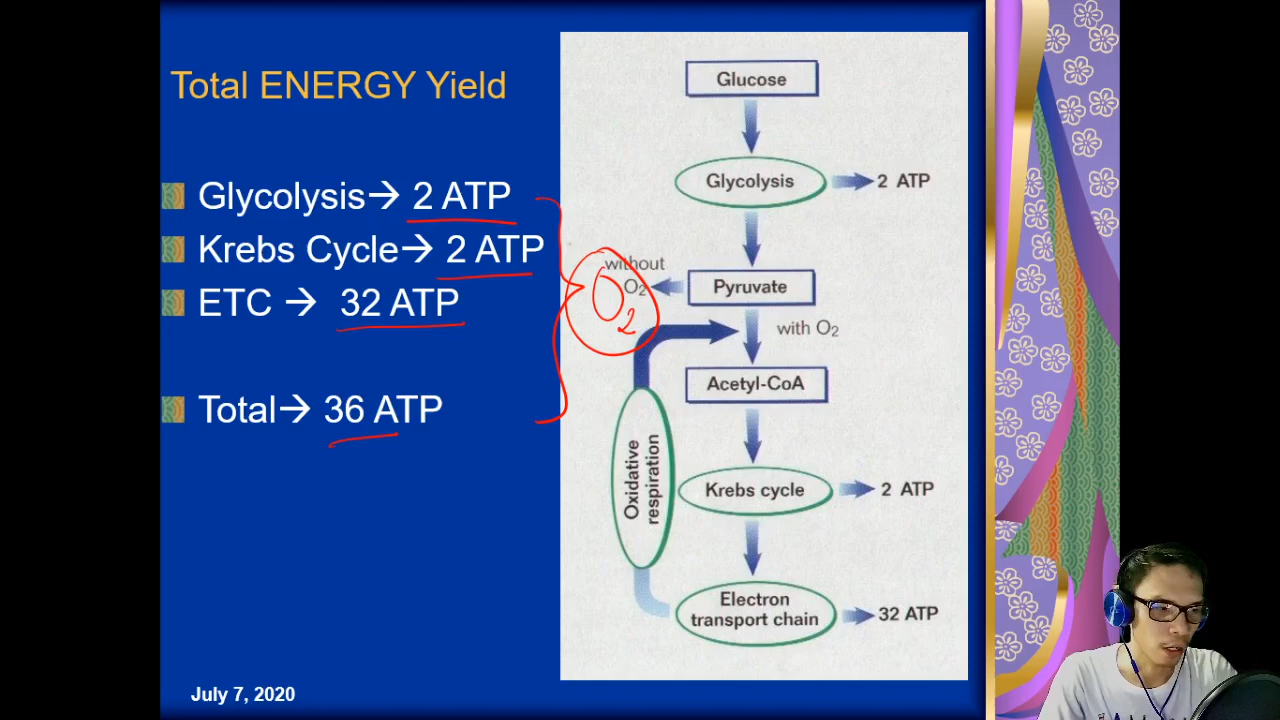 Total ENERGY Yield
Glycolysis→ 2 ATP
Krebs Cycle→ 2 ATP
ETC → 32 ATP
Total→ 36 ATP
July 7, 2020
Glucose
Glycolysis
2 ATP
without
O2
O2
Pyruvate
with O2
Acetyl-CoA
Oxidative
respiration
Krebs cycle
2 ATP
Electron
transport chain
32 ATP